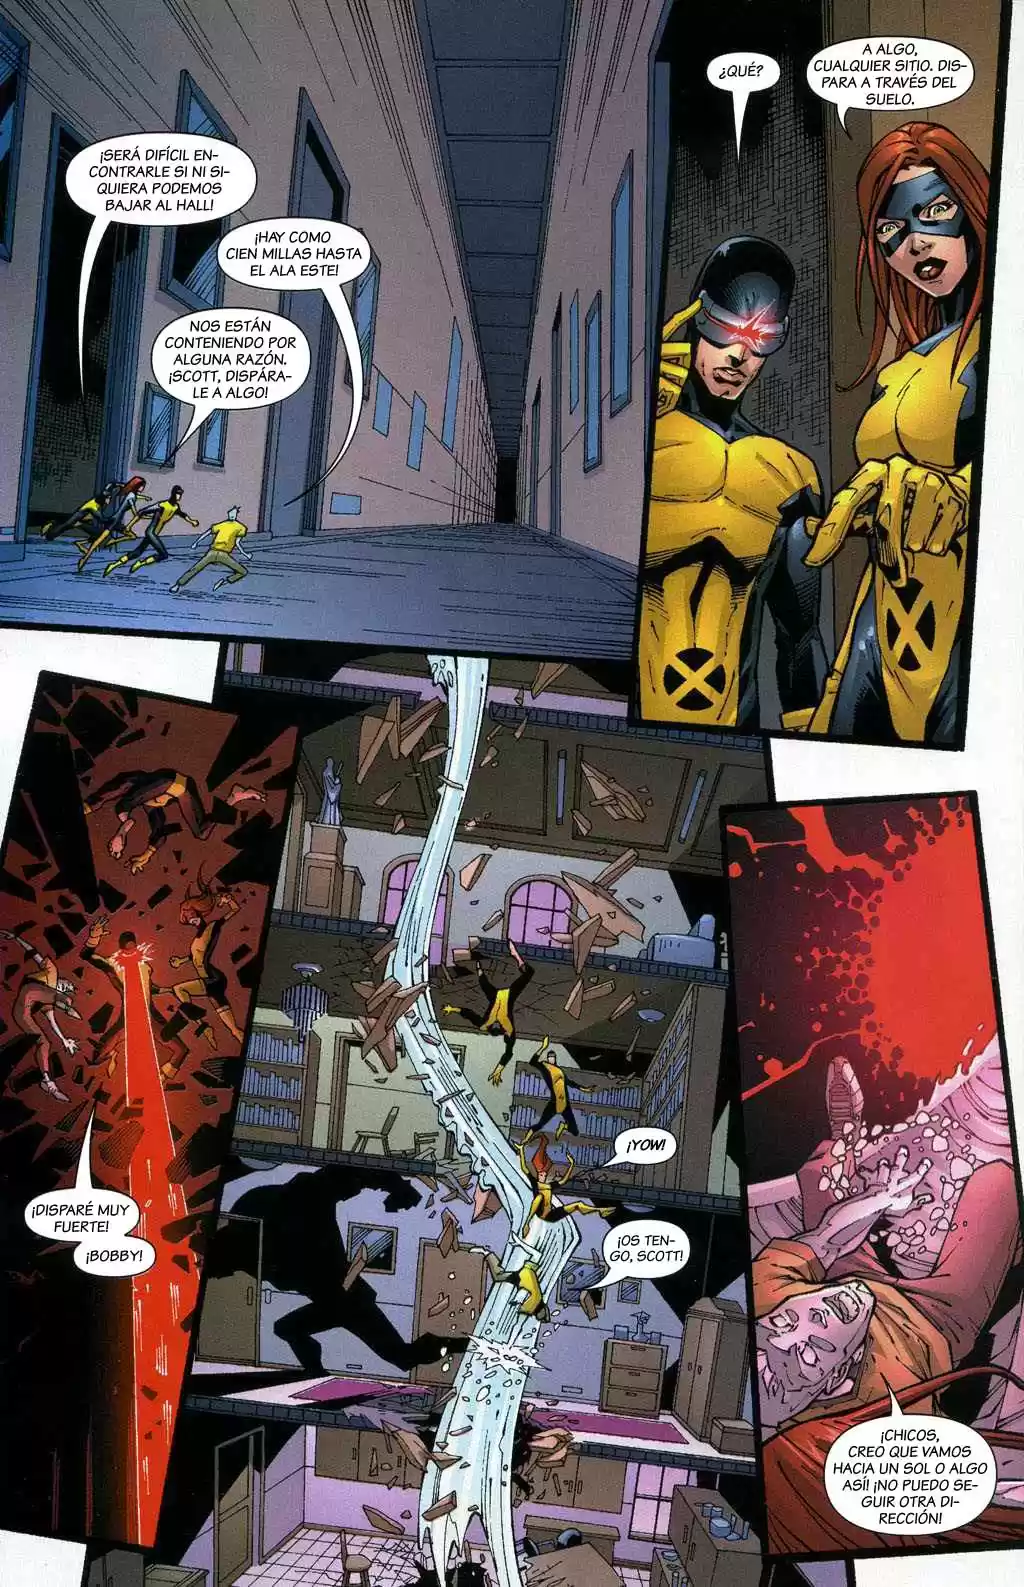 ¡SERÁ DIFÍCIL EN-
CONTRARLE SI NI SI-
QUIERA PODEMOS
BAJAR AL HALL!
¡HAY COMO
CIEN MILLAS HASTA
EL ALA ESTE!
NOS ESTÁN
CONTENIENDO POR
ALGUNA RAZÓN.
¡SCOTT, DISPÁRA-
LE A ALGO!
¿QUÉ?
A ALGO,
CUALQUIER SITIO. DIS-
PARA A TRAVÉS DEL
SUELO.
¡DISPARÉ MUY
FUERTE!
¡BOBBY!
¡YOW!
¡OS TEN-
GO, SCOTT!
¡CHICOS,
CREO QUE VAMOS
HACIA UN SOL O ALGO
ASÍ! ¡NO PUEDO SE-
GUIR OTRA DI-
RECCIÓN!